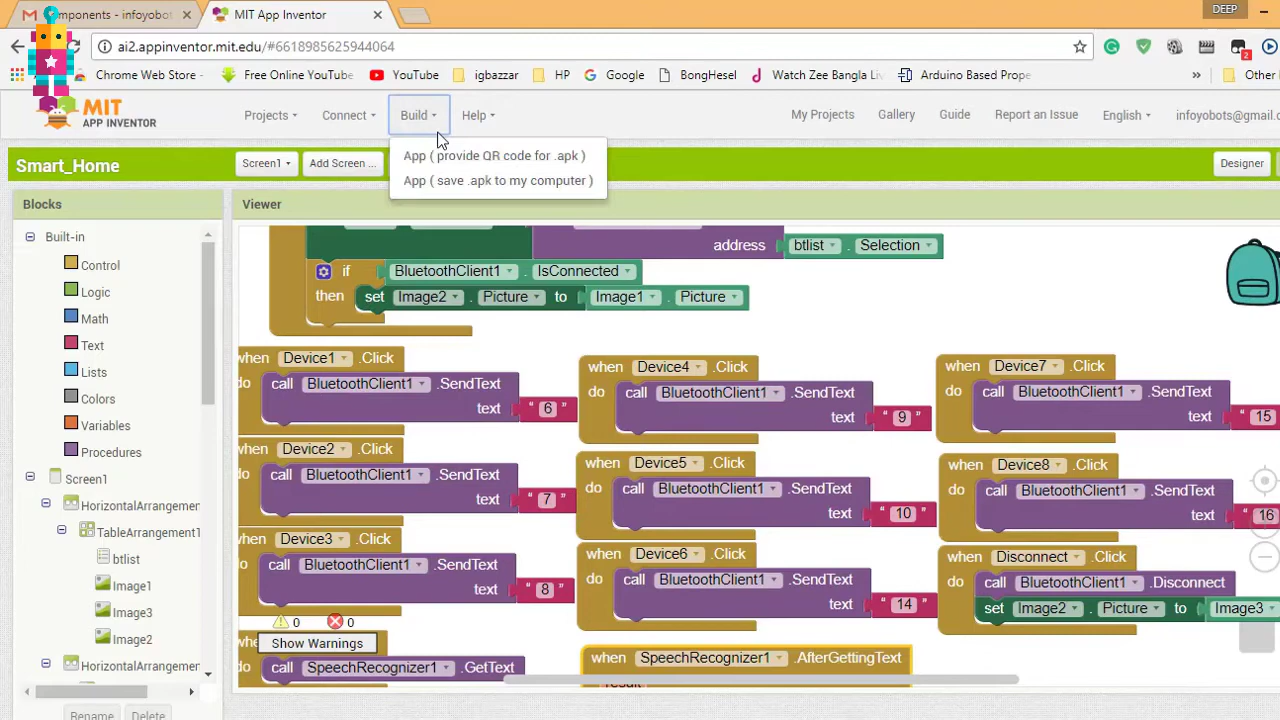 omponents - infoyobot
MIT App Inventor
DEEP
ai2.appinventor.mit.edu/#6618985625944064
Chrome Web Store
Free Online YouTube
YouTube
igbazzar
HP
Google
BongHese
Watch Zee Bangla Liv
Arduino Based Prope
»
Other
MIT
APP INVENTOR
Projects
Connect
Build
Help
My Projects
Gallery
Guide
Report an Issue
English
infoyobots@gmail.c
App ( provide QR code for .apk )
App ( save .apk to my computer )
Smart_Home
Screen1
Add Screen ...
Designer
Blocks
Viewer
Built-in
Control
Logic
Math
Text
Lists
Colors
Variables
Procedures
Screen1
HorizontalArrangemen
TableArrangement1
btlist
Image1
Image3
Image2
HorizontalArrangemen
Rename
Delete
address btlist . Selection
if BluetoothClient1 . IsConnected
then set Image2 . Picture to Image1 . Picture
when Device1 .Click
do call BluetoothClient1 .SendText
text " 6 "
when Device2 .Click
do call BluetoothClient1 .SendText
text " 7 "
when Device3 .Click
do call BluetoothClient1 .SendText
text " 8 "
0 0
Show Warnings
do call SpeechRecognizer1 .GetText
when Device4 .Click
do call BluetoothClient1 .SendText
text " 9 "
when Device5 .Click
do call BluetoothClient1 .SendText
text " 10 "
when Device6 .Click
do call BluetoothClient1 .SendText
text " 14 "
when SpeechRecognizer1 .AfterGettingText
result
when Device7 .Click
do call BluetoothClient1 .SendText
text " 15
when Device8 .Click
do call BluetoothClient1 .SendText
text " 16
when Disconnect .Click
do call BluetoothClient1 .Disconnect
set Image2 . Picture to Image3